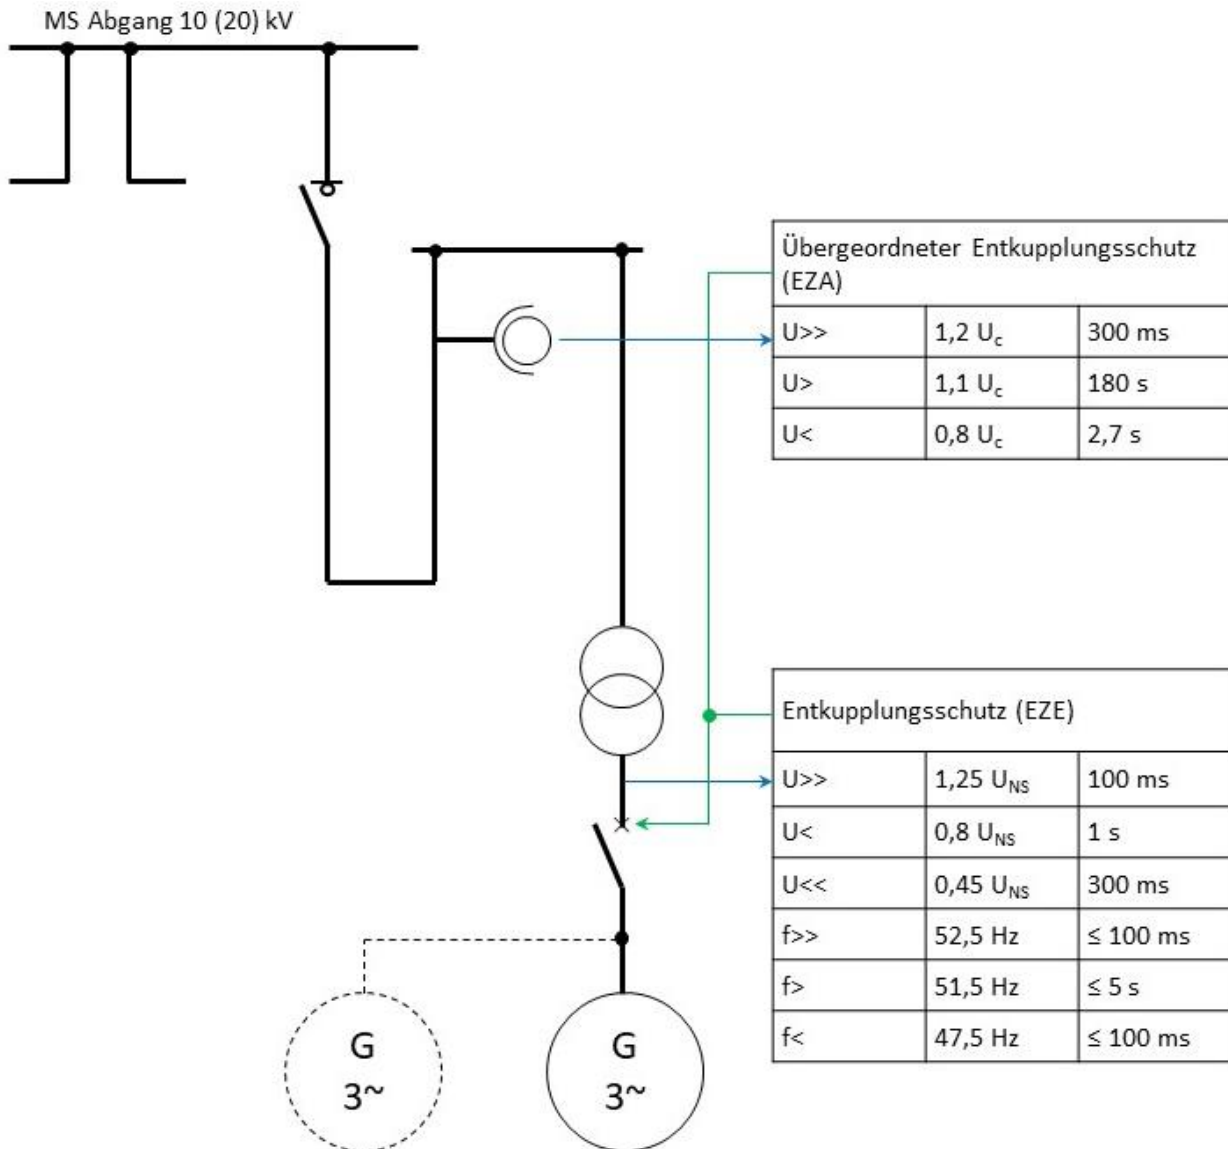 MS Abgang 10 (20) kV
Übergeordneter Entkupplungsschutz
(EZA)
U>> 1,2 Uc 300 ms
U> 1,1 Uc 180 s
U< 0,8 Uc 2,7 s
Entkupplungsschutz (EZE)
U>> 1,25 UNS 100 ms
U< 0,8 UNS 1 s
U<< 0,45 UNS 300 ms
f>> 52,5 Hz ≤ 100 ms
f> 51,5 Hz ≤ 5 s
f< 47,5 Hz ≤ 100 ms
G
3~
G
3~